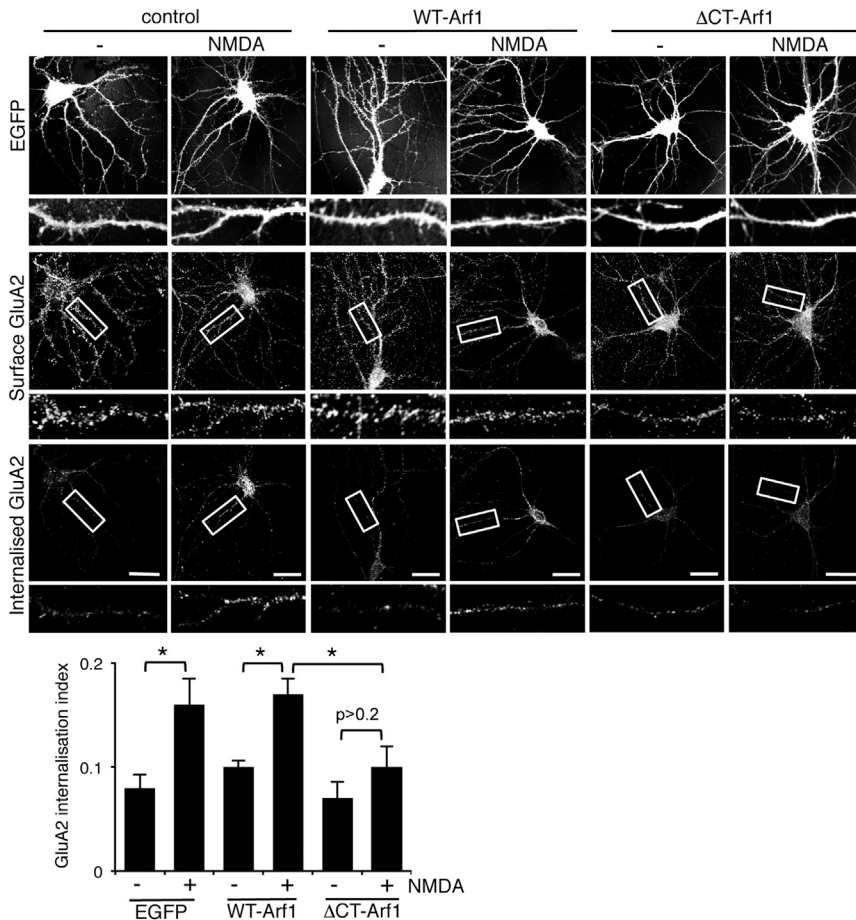 control WT-Arf1 ΔCT-Arf1
- NMDA - NMDA - NMDA
EGFP
Surface GluA2
Internalised GluA2
GluA2 internalisation index
0.2
0.1
0
* * *
p>0.2
- + - + - + NMDA
EGFP WT-Arf1 ΔCT-Arf1